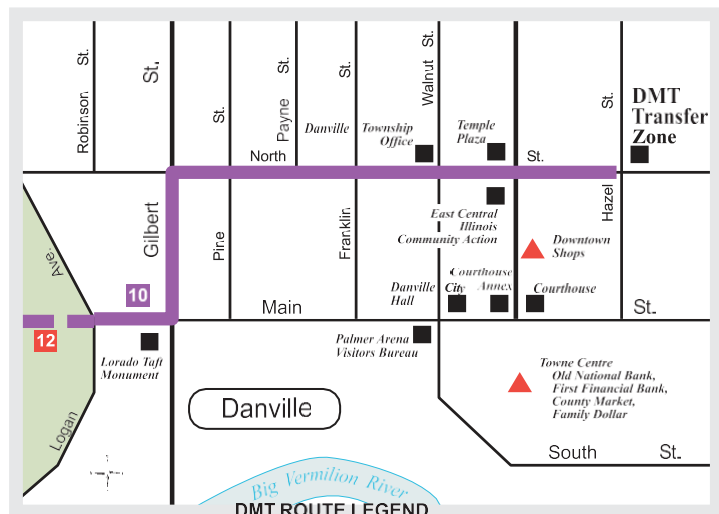 Robinson St.
Gilbert St.
Pine St.
Payne St.
Franklin St.
Walnut St.
Hazel St.
DMT
Transfer
Zone
Danville Township
Office
Temple
Plaza
North St.
East Central
Illinois
Community Action
Downtown
Shops
Danville City
Hall
Courthouse
Annex
Courthouse
Ave.
10
12
Main St.
Lorado Taft
Monument
Palmer Arena
Visitors Bureau
Towne Centre
Old National Bank,
First Financial Bank,
County Market,
Family Dollar
Danville
Logan
South St.
Big Vermilion River
DMT ROUTE LEGEND